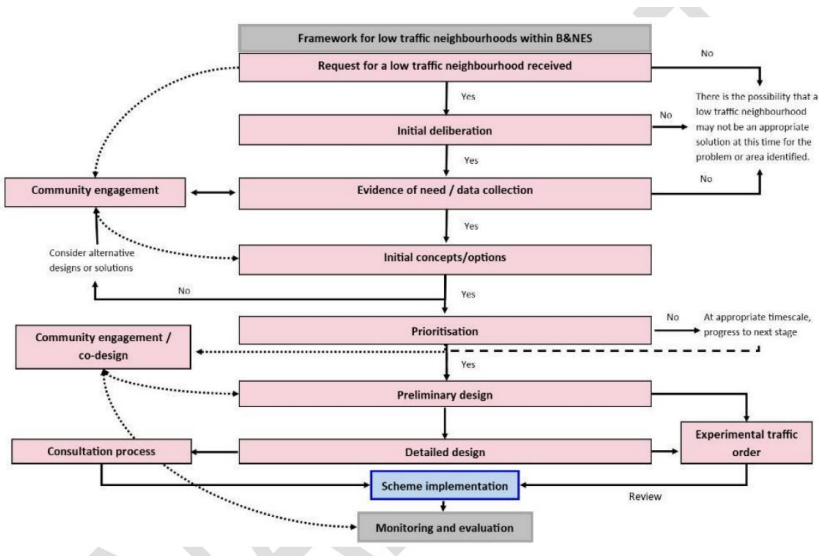 Framework for low traffic neighbourhoods within B&NES
Request for a low traffic neighbourhood received
No
Yes
There is the possibility that a
low traffic neighbourhood
may not be an appropriate
solution at this time for the
problem or area identified.
Initial deliberation
No
Yes
Community engagement
Evidence of need / data collection
No
Yes
Consider alternative
designs or solutions
Initial concepts/options
No
Yes
Community engagement /
co-design
Prioritisation
No
At appropriate timescale,
progress to next stage
Yes
Preliminary design
Consultation process
Detailed design
Experimental traffic
order
Scheme implementation
Review
Monitoring and evaluation